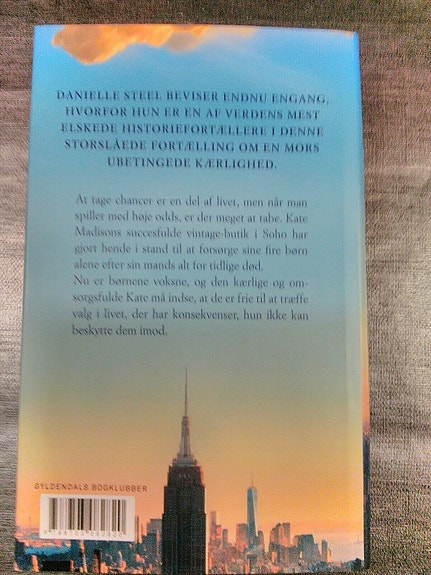 DANIELLE STEEL BEVISER ENDNU ENGANG,
HVORFOR HUN ER EN AF VERDENS MEST
ELSKEDE HISTORIEFORTÆLLERE I DENNE
STORSLÅEDE FORTÆLLING OM EN MORS
UBETINGEDE KÆRLIGHED.
At tage chancer er en del af livet, men når man
spiller med høje odds, er der meget at tabe. Kate
Madisons succesfulde vintage-butik i Soho har
gjort hende i stand til at forsørge sine fire børn
alene efter sin mands alt for tidlige død.
Nu er børnene voksne, og den kærlige og om-
sorgsfulde Kate må indse, at de er frie til at træffe
valg i livet, der har konsekvenser, hun ikke kan
beskytte dem imod.
GYLDENDALS BOGKLUBBER